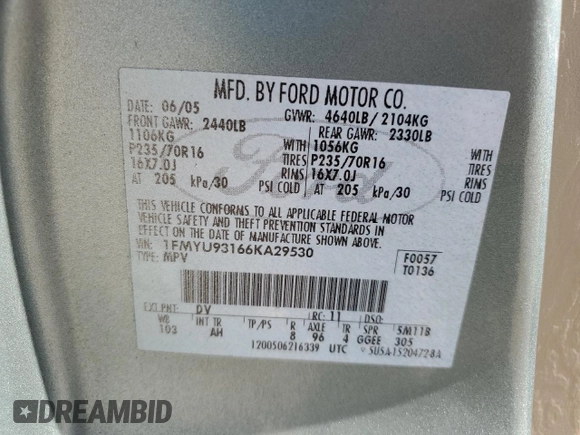 MFD. BY FORD MOTOR CO.
DATE: 06/05 GVWR: 4640LB/ 2104KG
FRONT GAWR: 2440LB REAR GAWR: 2330LB
1106KG WITH 1056KG WITH
P235/70R16 TIRES P235/70R16 TIRES
16X7.0J RIMS 16X7.0J RIMS
AT 205 kPa/30 PSI COLD AT 205 kPa/30 PSI COLD
THIS VEHICLE CONFORMS TO ALL APPLICABLE FEDERAL MOTOR
VEHICLE SAFETY AND THEFT PREVENTION STANDARDS IN
EFFECT ON THE DATE OF MANUFACTURE SHOWN ABOVE.
VIN: 1FMYU93166KA29530 F0057
TYPE: MPV T0136
Ford
EXT PNT: DV RC: 11 DSO:
WB INT TR TP/PS R AXLE TR SPR 5M11B
103 AH 8 96 4 GGEE 305
1200506216339 UTC
DREAMBID